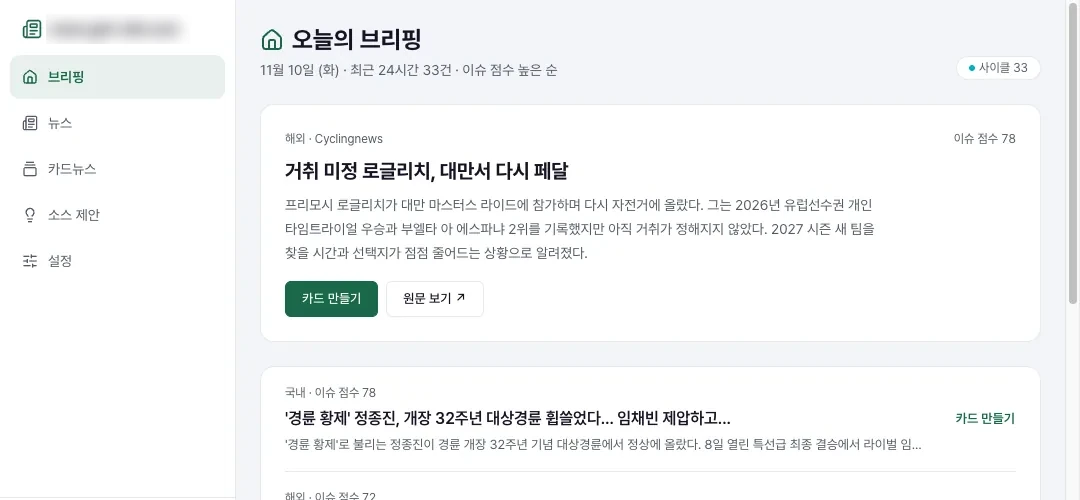 브리핑
뉴스
카드뉴스
소스 제안
설정
오늘의 브리핑
11월 10일 (화) · 최근 24시간 33건 · 이슈 점수 높은 순
사이클 33
해외 · Cyclingnews
이슈 점수 78
거취 미정 로글리치, 대만서 다시 페달
프리모시 로글리치가 대만 마스터스 라이드에 참가하며 다시 자전거에 올랐다. 그는 2026년 유럽선수권 개인
타임트라이얼 우승과 부엘타 아 에스파냐 2위를 기록했지만 아직 거취가 정해지지 않았다. 2027 시즌 새 팀을
찾을 시간과 선택지가 점점 줄어드는 상황으로 알려졌다.
카드 만들기
원문 보기 ↗
국내 · 이슈 점수 78
'경륜 황제' 정종진, 개장 32주년 대상경륜 휩쓸었다... 임채빈 제압하고...
카드 만들기
'경륜 황제'로 불리는 정종진이 경륜 개장 32주년 기념 대상경륜에서 정상에 올랐다. 8일 열린 특선급 최종 결승에서 라이벌 임...
해외 · 이슈 점수 72